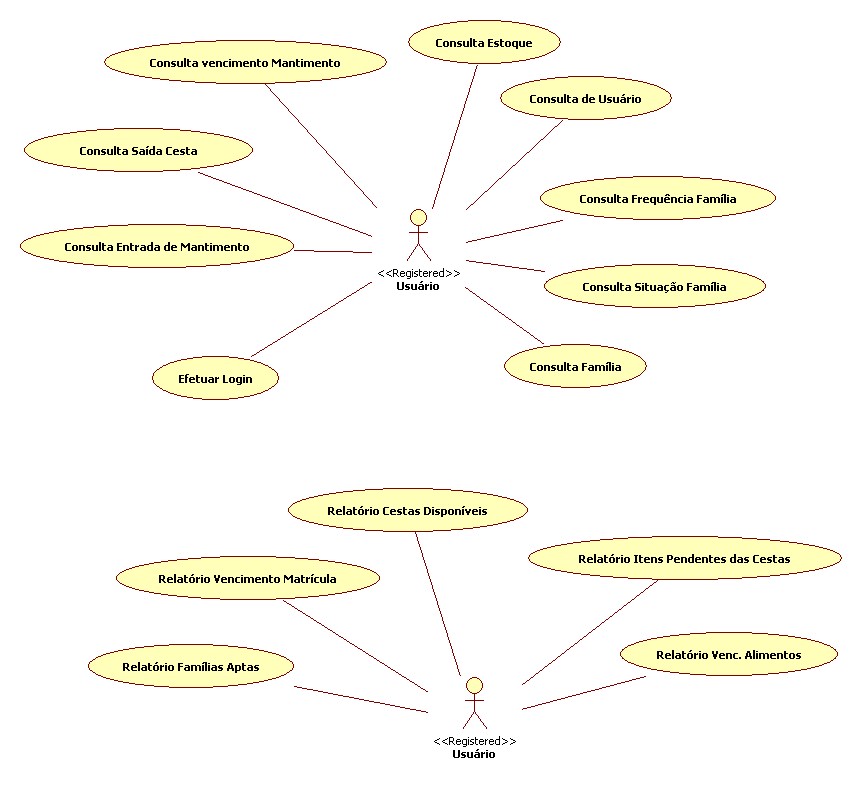 Consulta Estoque
Consulta vencimento Mantimento
Consulta de Usuário
Consulta Saída Cesta
Consulta Frequência Família
Consulta Entrada de Mantimento
<<Registered>>
Usuário
Consulta Situação Família
Consulta Família
Efetuar Login
Relatório Cestas Disponíveis
Relatório Itens Pendentes das Cestas
Relatório Vencimento Matrícula
Relatório Venc. Alimentos
Relatório Famílias Aptas
<<Registered>>
Usuário